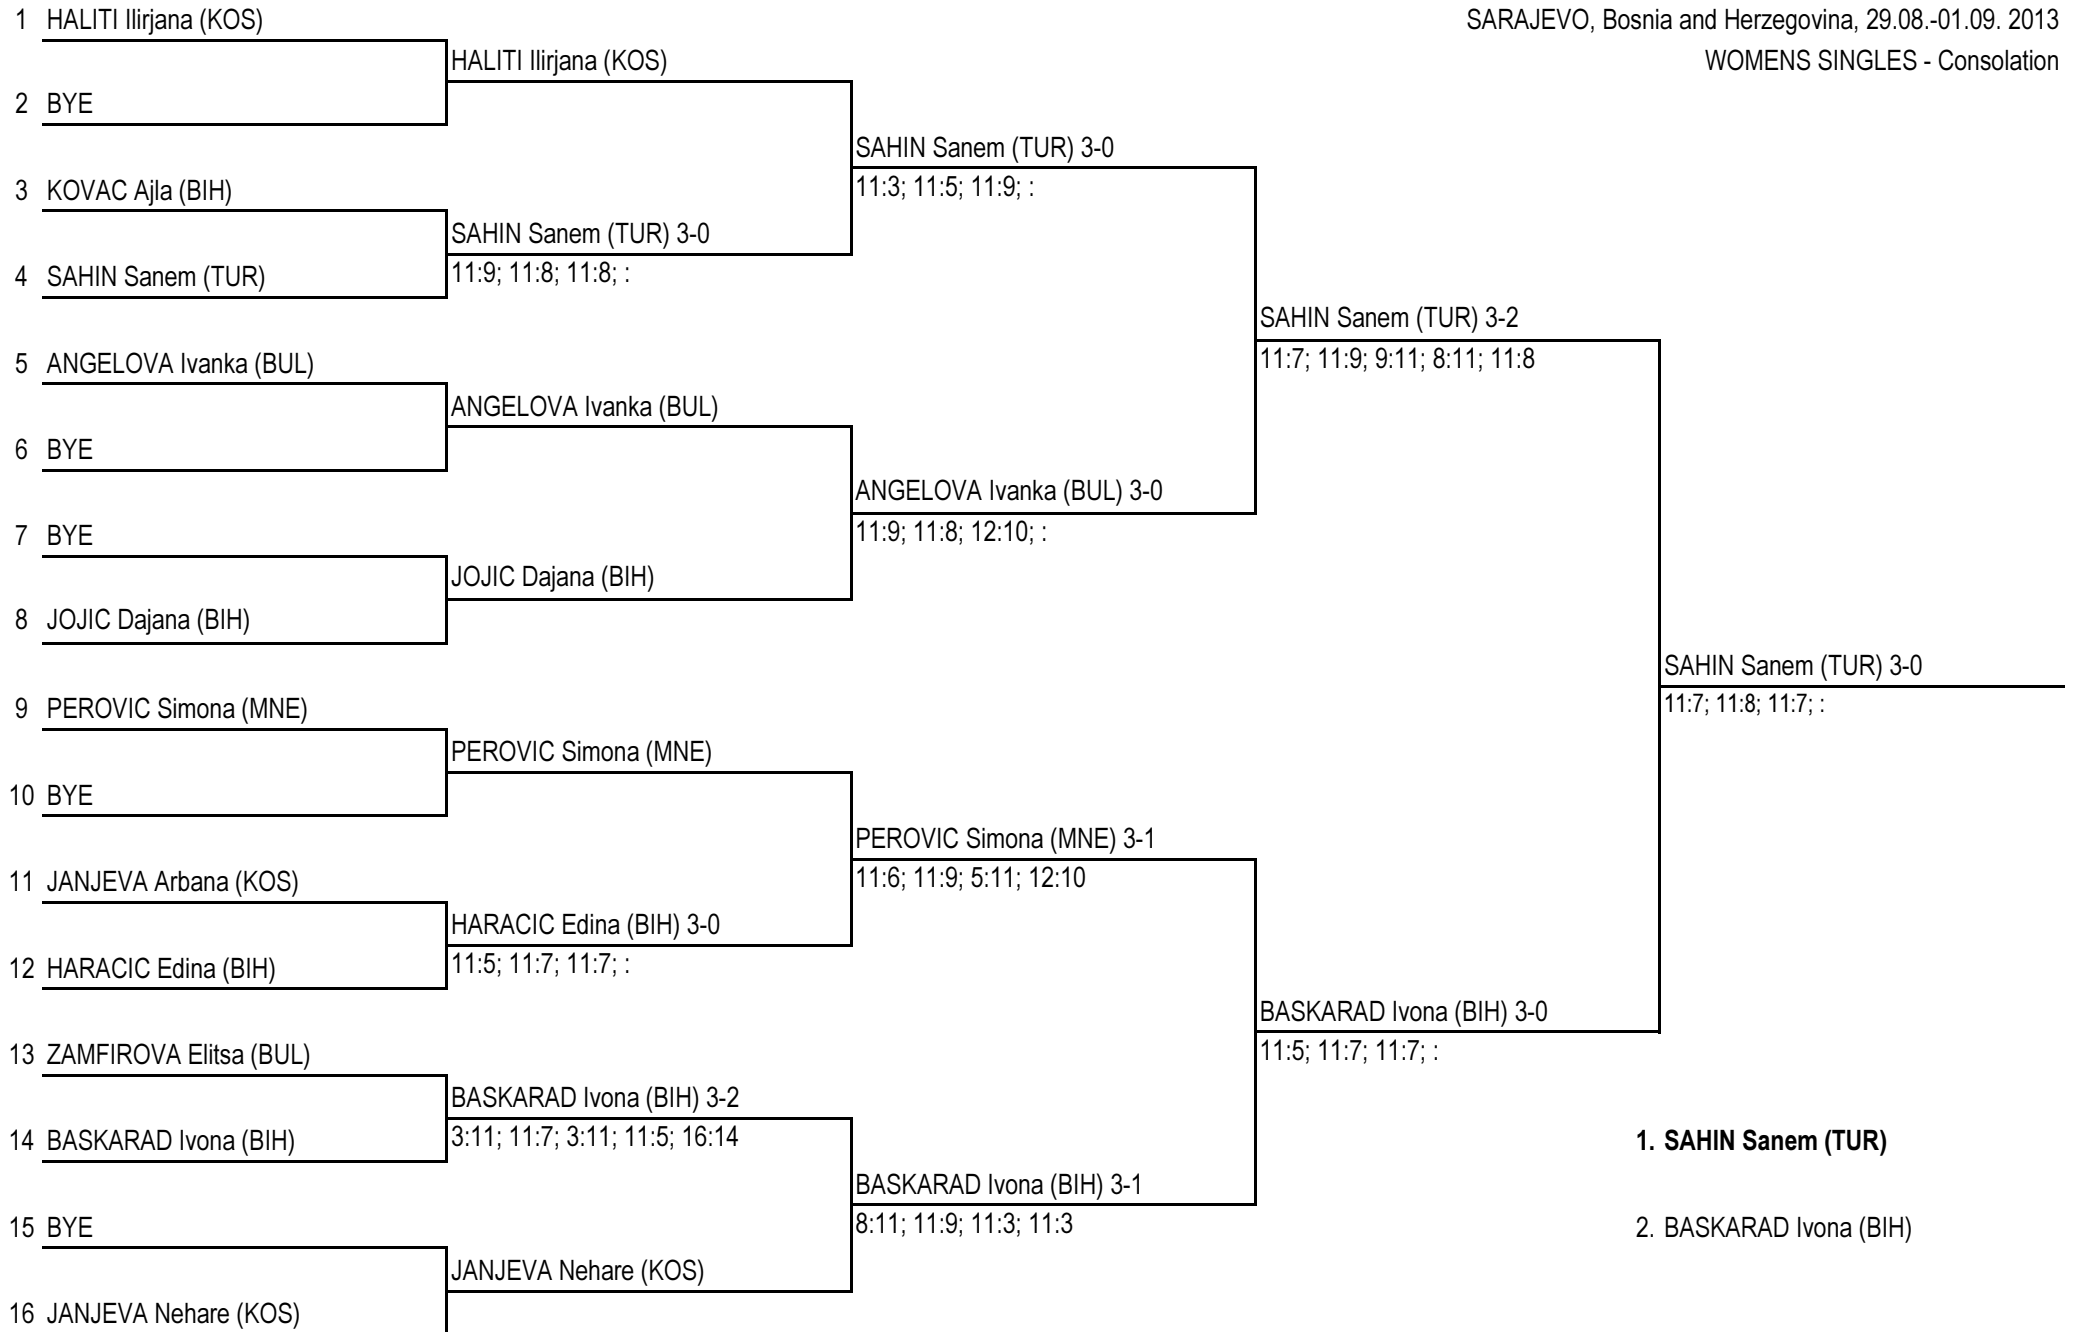 1 HALITI Ilirjana (KOS)
SARAJEVO, Bosnia and Herzegovina, 29.08.-01.09. 2013
HALITI Ilirjana (KOS)
WOMENS SINGLES - Consolation
2 BYE
SAHIN Sanem (TUR) 3-0
3 KOVAC Ajla (BIH)
11:3; 11:5; 11:9; :
SAHIN Sanem (TUR) 3-0
4 SAHIN Sanem (TUR)
11:9; 11:8; 11:8; :
SAHIN Sanem (TUR) 3-2
5 ANGELOVA Ivanka (BUL)
11:7; 11:9; 9:11; 8:11; 11:8
ANGELOVA Ivanka (BUL)
6 BYE
ANGELOVA Ivanka (BUL) 3-0
7 BYE
11:9; 11:8; 12:10; :
JOJIC Dajana (BIH)
8 JOJIC Dajana (BIH)
SAHIN Sanem (TUR) 3-0
9 PEROVIC Simona (MNE)
11:7; 11:8; 11:7; :
PEROVIC Simona (MNE)
10 BYE
PEROVIC Simona (MNE) 3-1
11 JANJEVA Arbana (KOS)
11:6; 11:9; 5:11; 12:10
HARACIC Edina (BIH) 3-0
12 HARACIC Edina (BIH)
11:5; 11:7; 11:7; :
BASKARAD Ivona (BIH) 3-0
13 ZAMFIROVA Elitsa (BUL)
11:5; 11:7; 11:7; :
BASKARAD Ivona (BIH) 3-2
14 BASKARAD Ivona (BIH)
3:11; 11:7; 3:11; 11:5; 16:14
1. SAHIN Sanem (TUR)
BASKARAD Ivona (BIH) 3-1
15 BYE
8:11; 11:9; 11:3; 11:3
2. BASKARAD Ivona (BIH)
JANJEVA Nehare (KOS)
16 JANJEVA Nehare (KOS)